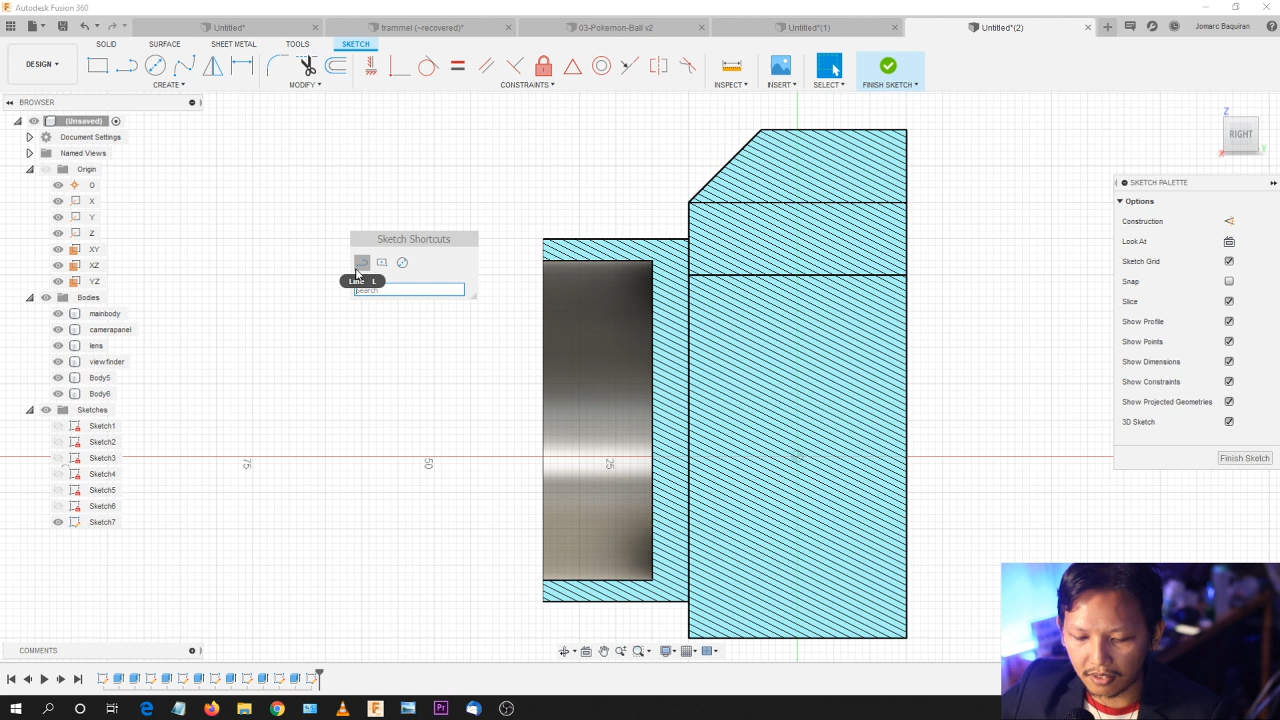 Autodesk Fusion 360
Untitled*
trammel (~recovered)*
03-Pokemon-Ball v2
Untitled*(1)
Untitled*(2)
Jomarc Baquiran
DESIGN
SOLID
SURFACE
SHEET METAL
TOOLS
SKETCH
CREATE
MODIFY
CONSTRAINTS
INSPECT
INSERT
SELECT
FINISH SKETCH
BROWSER
(Unsaved)
Document Settings
Named Views
Origin
O
X
Y
Z
XY
XZ
YZ
Bodies
mainbody
camerapanel
lens
viewfinder
Body5
Body6
Sketches
Sketch1
Sketch2
Sketch3
Sketch4
Sketch5
Sketch6
Sketch7
COMMENTS
Sketch Shortcuts
Line L
Search
75
50
25
Z
RIGHT
X
Y
SKETCH PALETTE
Options
Construction
Look At
Sketch Grid
Snap
Slice
Show Profile
Show Points
Show Dimensions
Show Constraints
Show Projected Geometries
3D Sketch
Finish Sketch